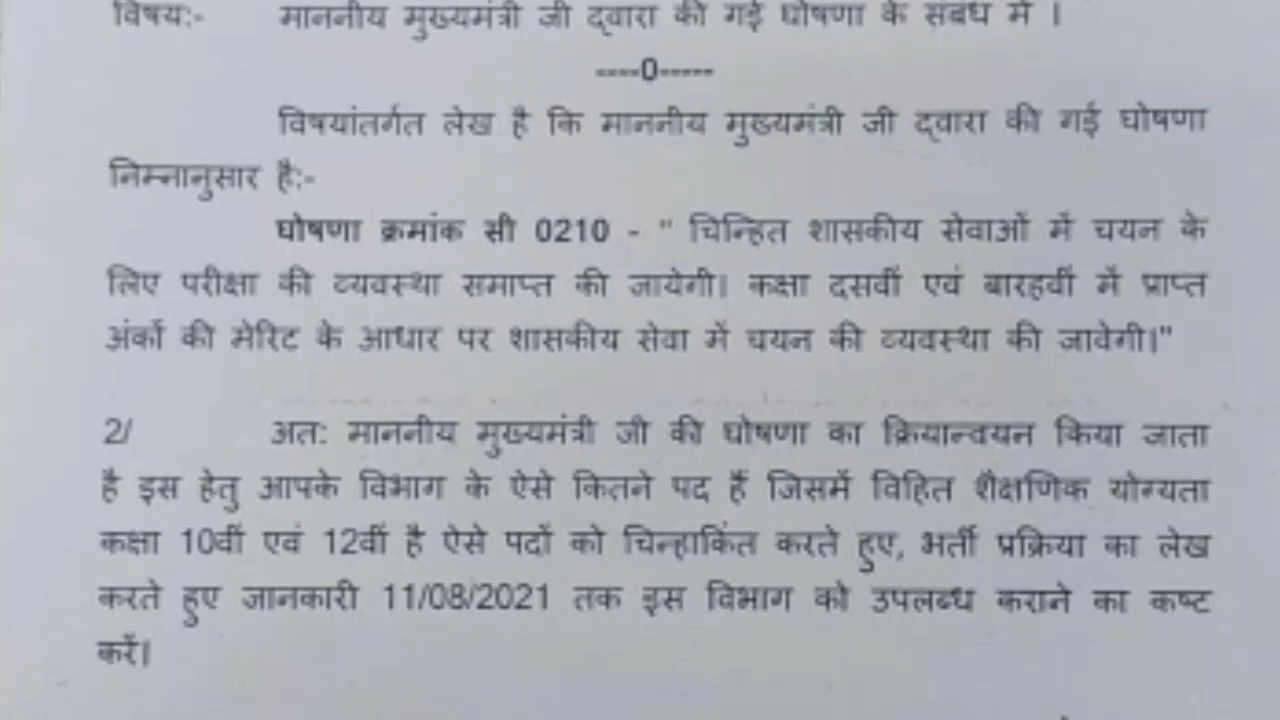 विषय:- माननीय मुख्यमंत्री जी द्वारा की गई घोषणा के संबंध में ।
----0-----
विषयांतर्गत लेख है कि माननीय मुख्यमंत्री जी द्वारा की गई घोषणा
निम्नानुसार है:-
घोषणा क्रमांक सी 0210 - " चिन्हित शासकीय सेवाओं में चयन के
लिए परीक्षा की व्यवस्था समाप्त की जायेगी। कक्षा दसवीं एवं बारहवीं में प्राप्त
अंकों की मेरिट के आधार पर शासकीय सेवा में चयन की व्यवस्था की जावेगी।"
2/ अत: माननीय मुख्यमंत्री जी की घोषणा का क्रियान्वयन किया जाता
है इस हेतु आपके विभाग के ऐसे कितने पद हैं जिसमें विहित शैक्षणिक योग्यता
कक्षा 10वीं एवं 12वीं है ऐसे पदों को चिन्हाकिंत करते हुए, भर्ती प्रक्रिया का लेख
करते हुए जानकारी 11/08/2021 तक इस विभाग को उपलब्ध कराने का कष्ट
करें।